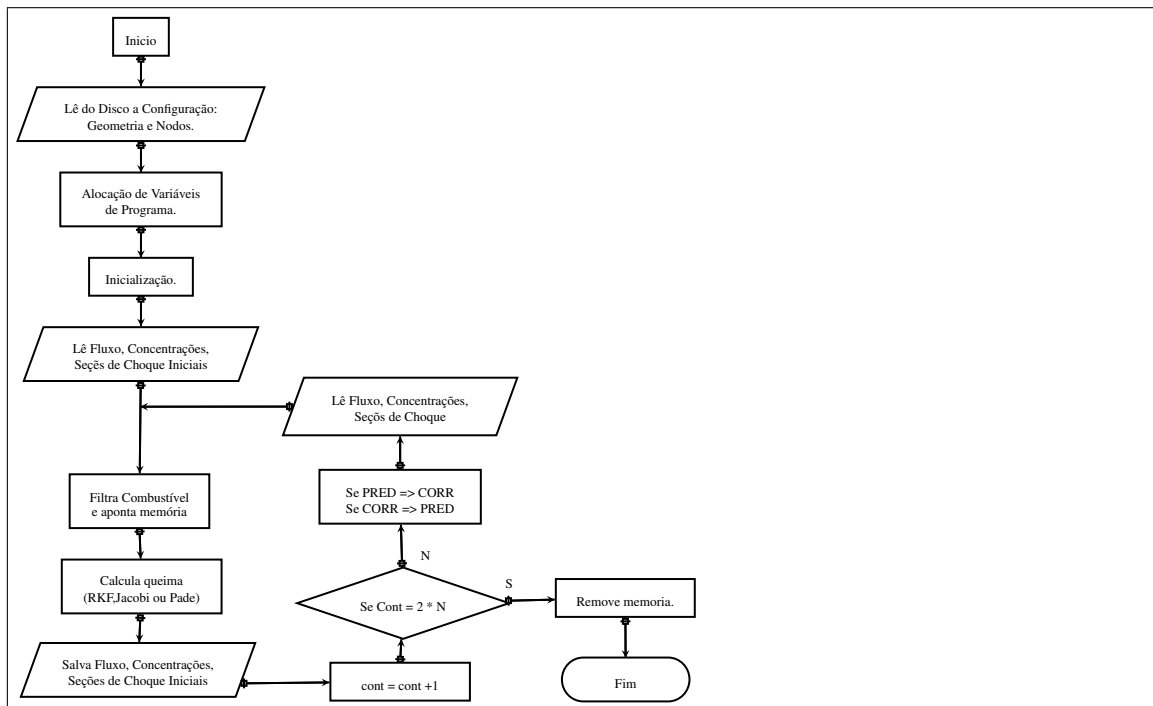 Inicio
Lê do Disco a Configuração:
Geometria e Nodos.
Alocação de Variáveis
de Programa.
Inicialização.
Lê Fluxo, Concentrações,
Seçẽs de Choque Iniciais
Lê Fluxo, Concentrações,
Seçõs de Choque
Filtra Combustível
e aponta memória
Se PRED => CORR
Se CORR => PRED
Calcula queima
(RKF,Jacobi ou Pade)
N
S
Se Cont = 2 * N
Remove memoria.
Salva Fluxo, Concentrações,
Seções de Choque Iniciais
cont = cont +1
Fim